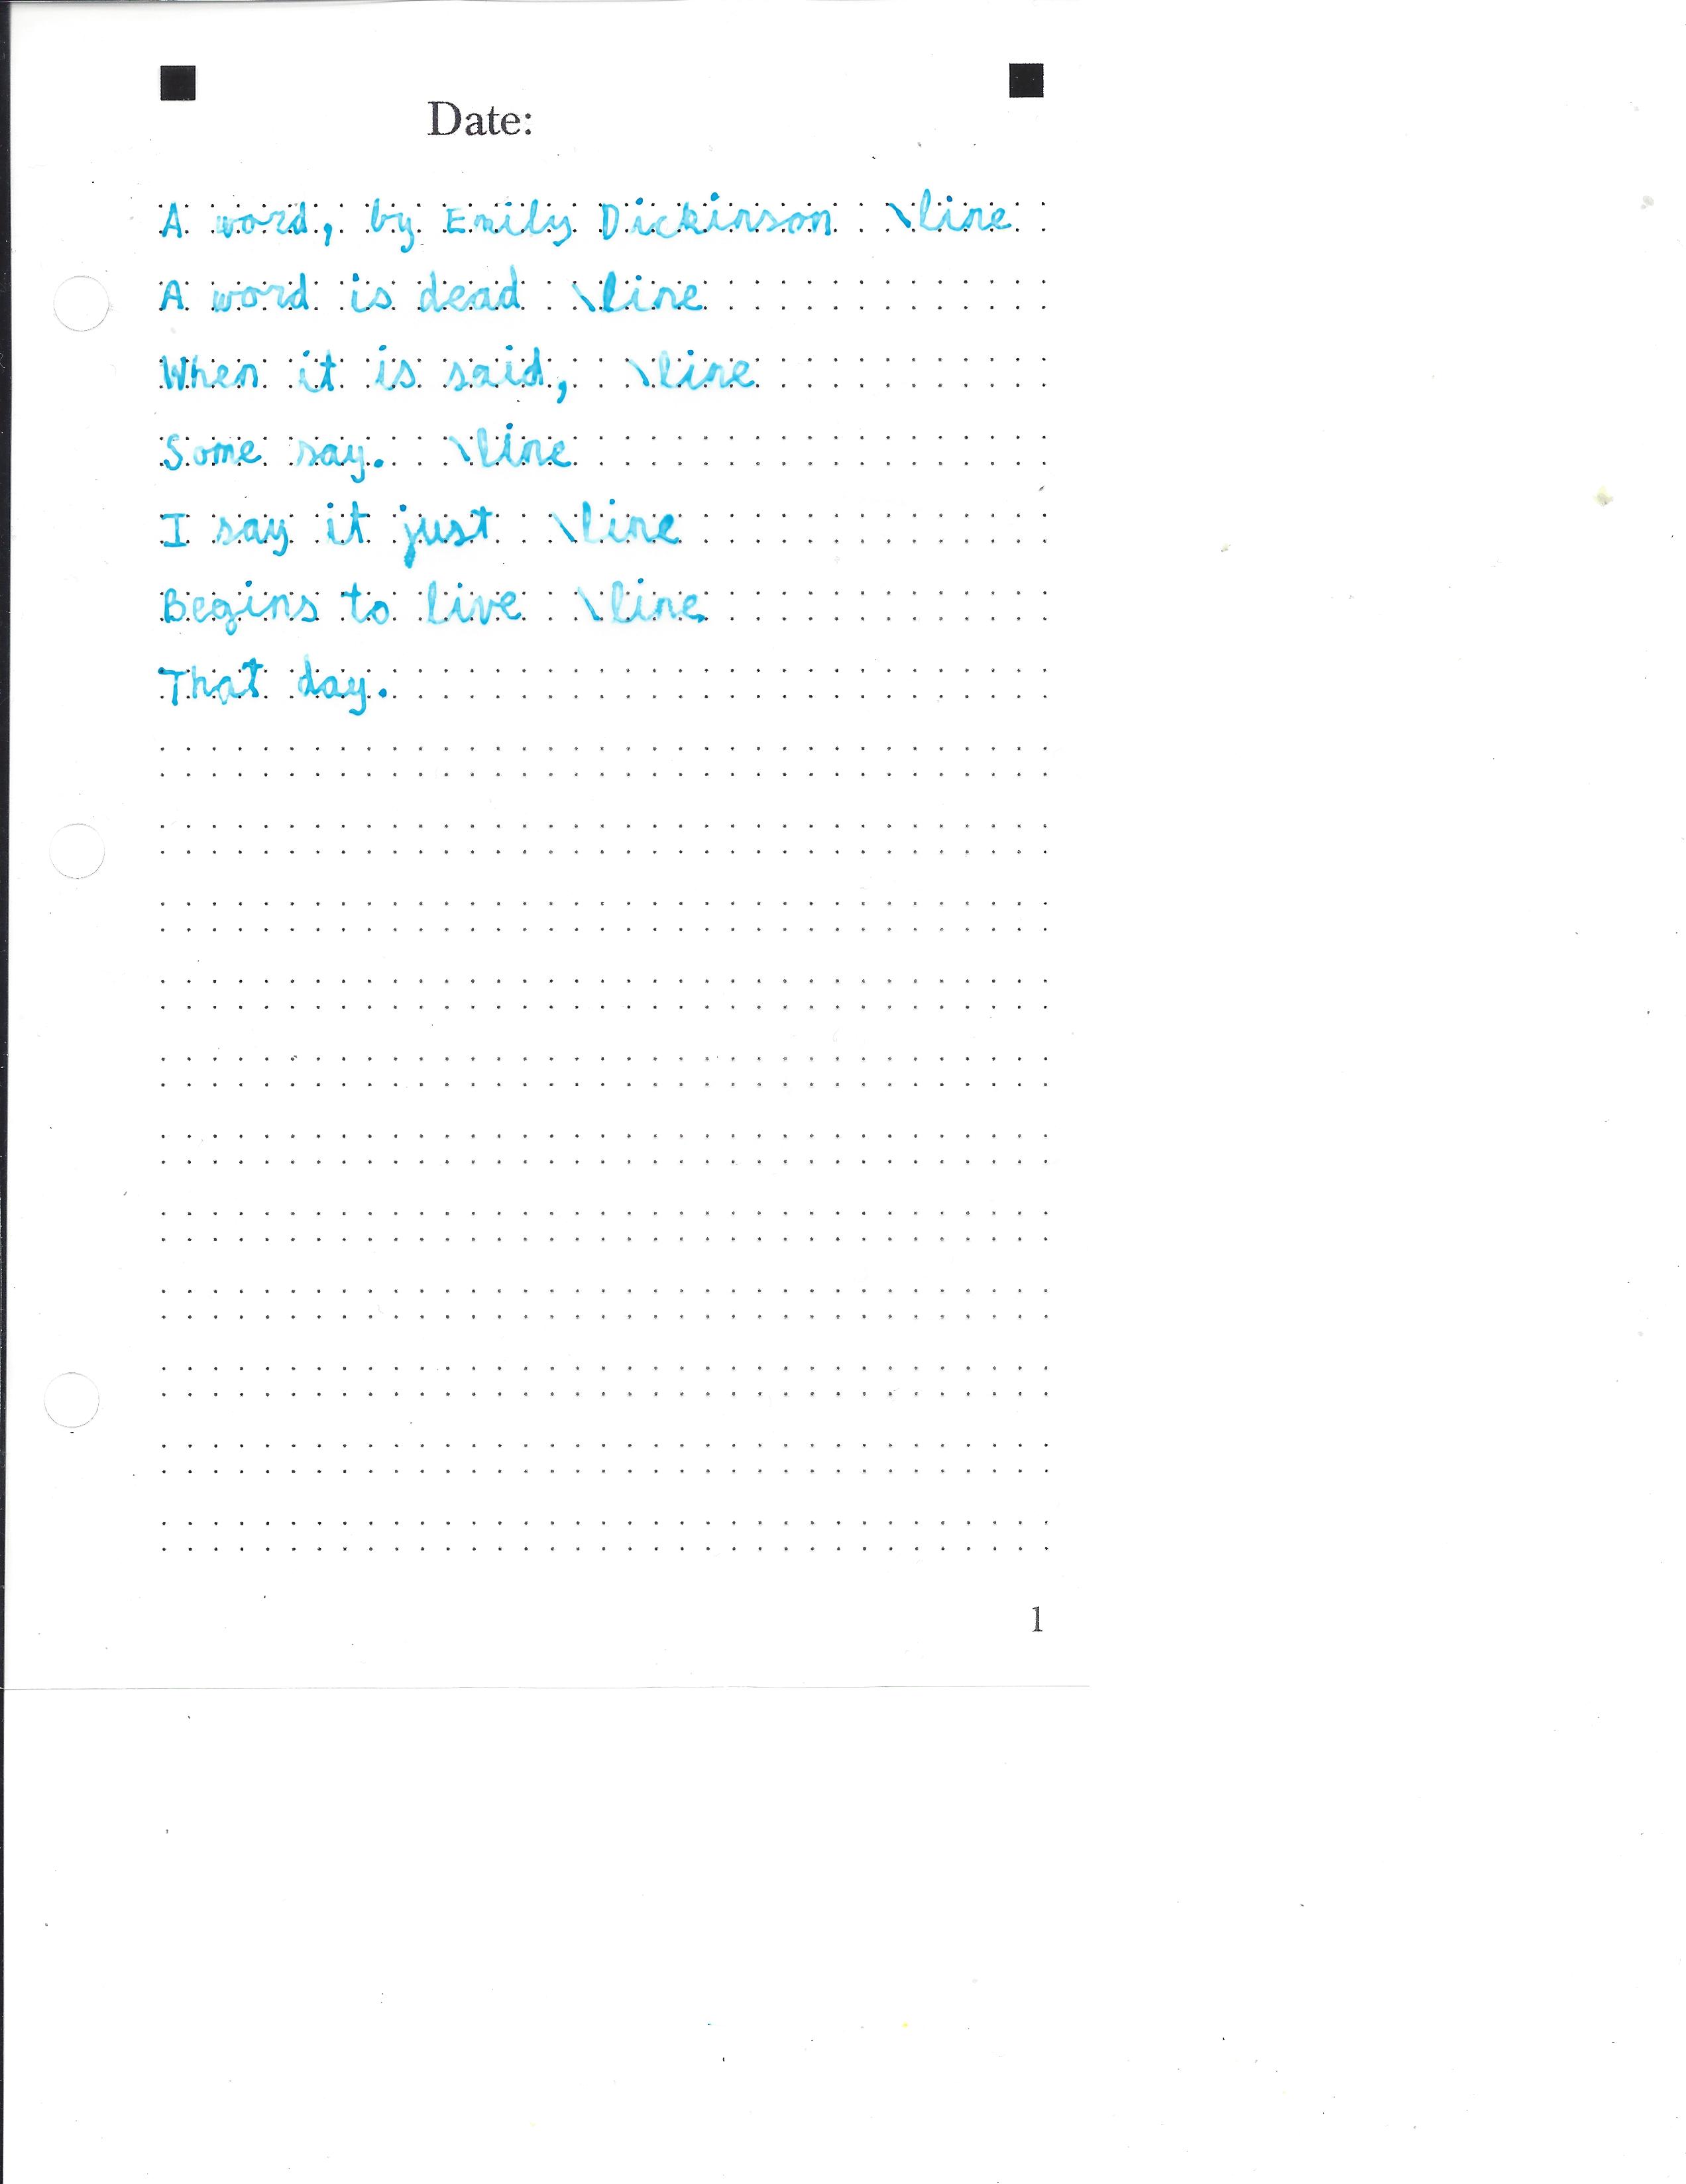 Date:
A word, by Emily Dickinson \line
A word is dead \line
When it is said, \line
Some say. \line
I say it just \line
Begins to live \line
That day.
1